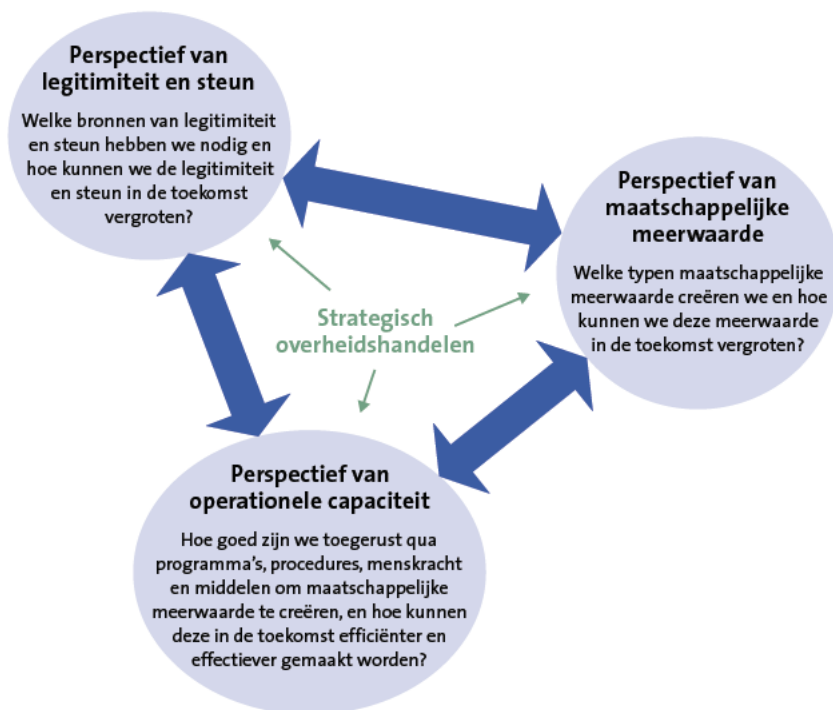 Perspectief van
legitimiteit en steun
Welke bronnen van legitimiteit
en steun hebben we nodig en
hoe kunnen we de legitimiteit
en steun in de toekomst
vergroten?
Perspectief van
maatschappelijke
meerwaarde
Welke typen maatschappelijke
meerwaarde creëren we en hoe
kunnen we deze meerwaarde
in de toekomst vergroten?
Strategisch
overheidshandelen
Perspectief van
operationele capaciteit
Hoe goed zijn we toegerust qua
programma's, procedures, menskracht
en middelen om maatschappelijke
meerwaarde te creëren, en hoe kunnen
deze in de toekomst efficiënter en
effectiever gemaakt worden?